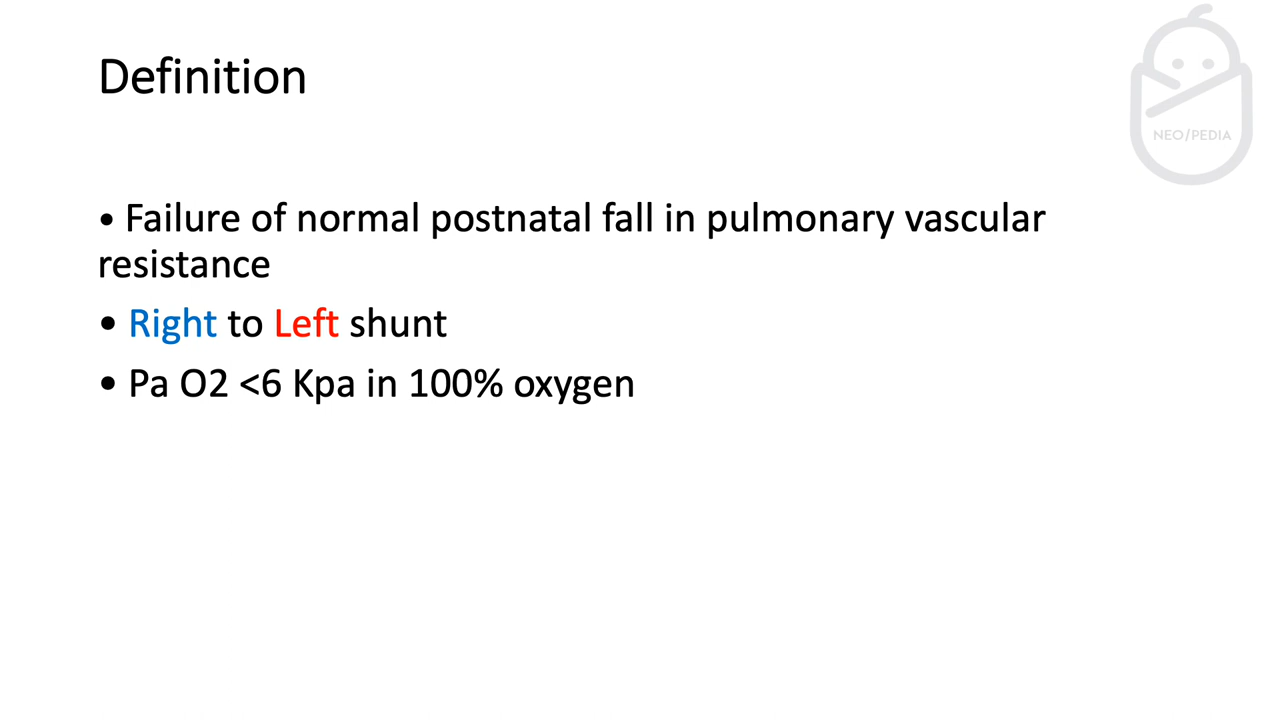 Definition
NEO/PEDIA
• Failure of normal postnatal fall in pulmonary vascular
resistance
• Right to Left shunt
• Pa O2 <6 Kpa in 100% oxygen